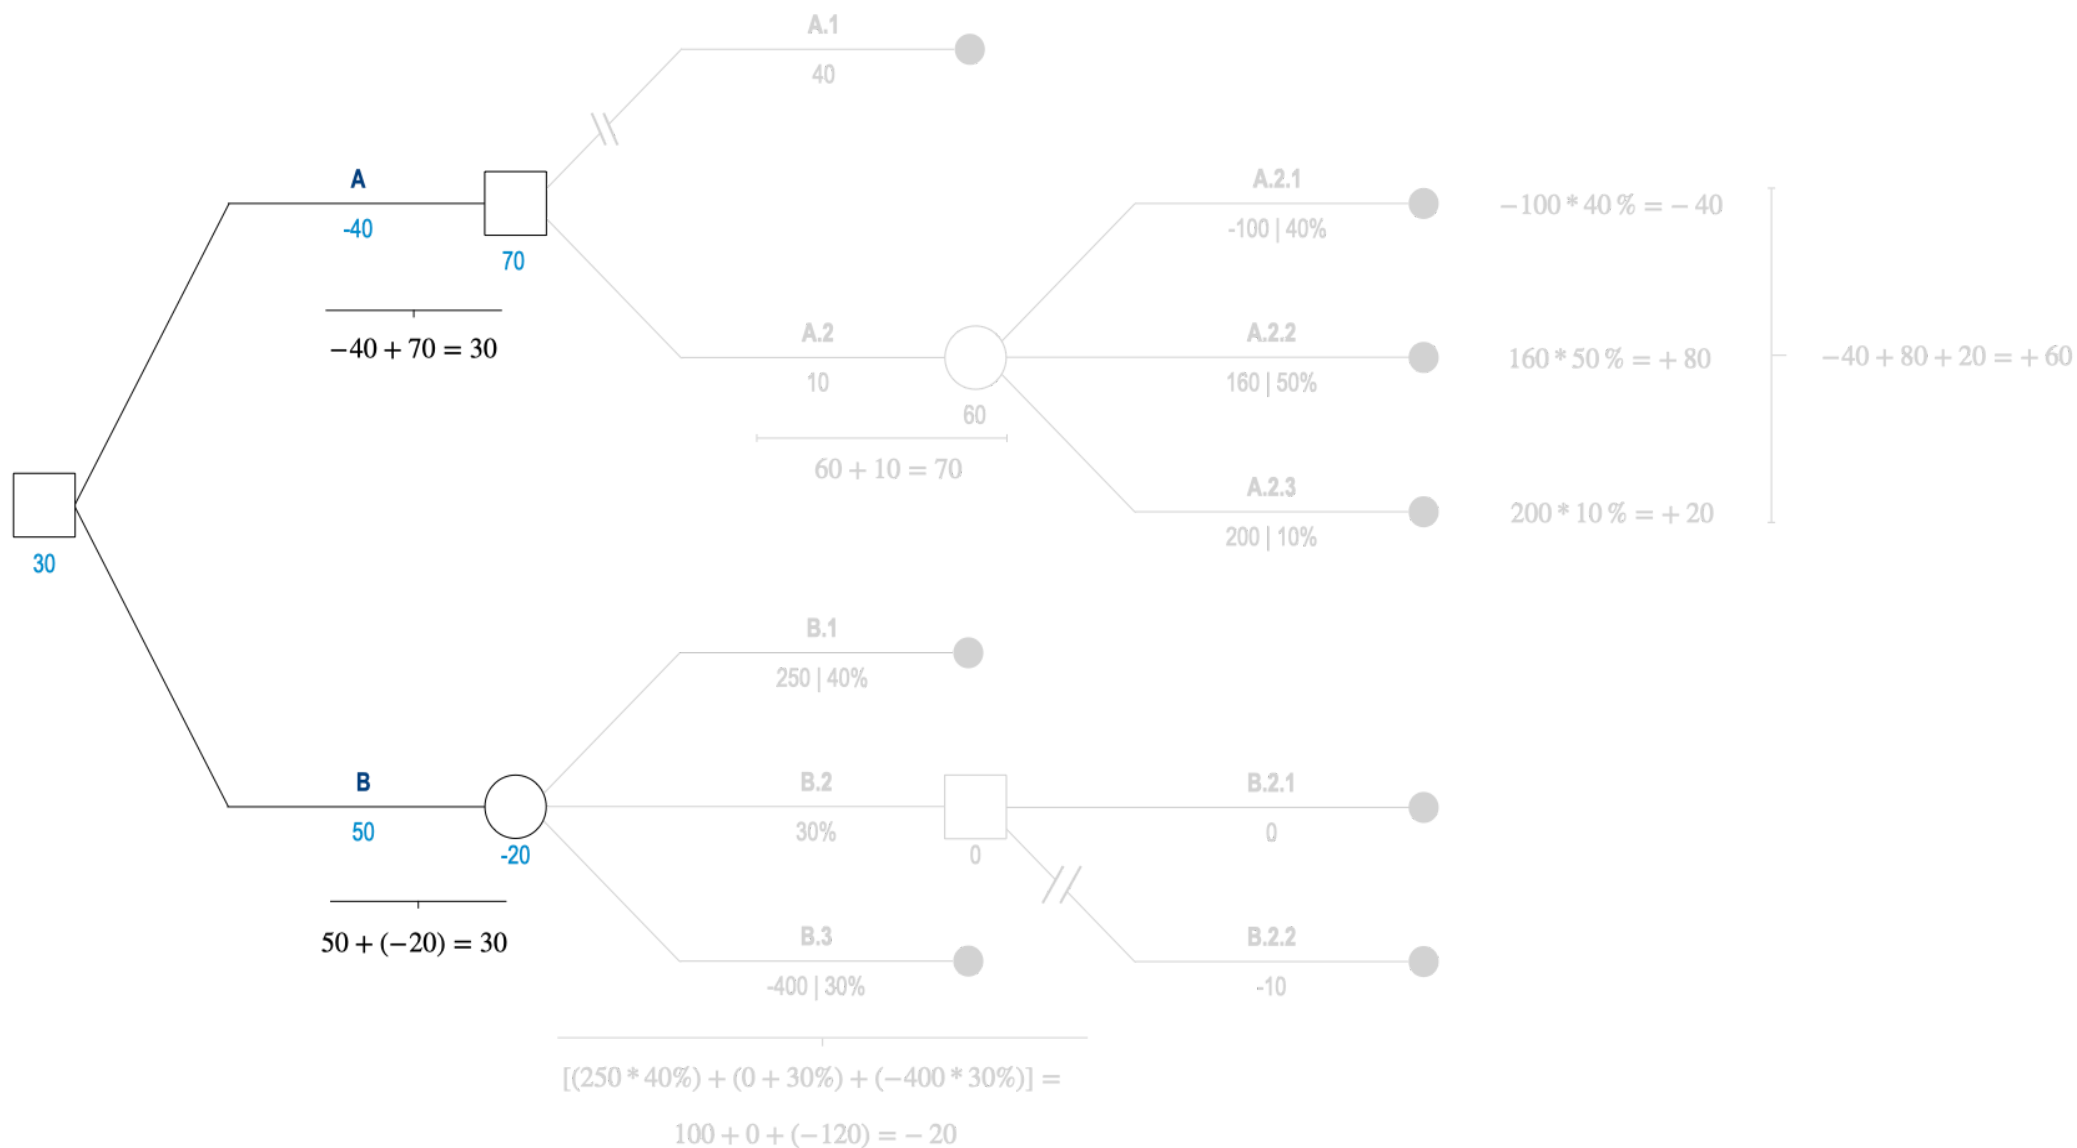 A.1
40
A
-40
70
−40 + 70 = 30
A.2.1
-100 | 40%
−100 * 40 % = − 40
A.2
10
60
60 + 10 = 70
A.2.2
160 | 50%
160 * 50 % = + 80
−40 + 80 + 20 = + 60
A.2.3
200 | 10%
200 * 10 % = + 20
30
B.1
250 | 40%
B
50
-20
50 + (−20) = 30
B.2
30%
0
B.2.1
0
B.3
-400 | 30%
B.2.2
-10
[(250 * 40%) + (0 + 30%) + (−400 * 30%)] =
100 + 0 + (−120) = − 20